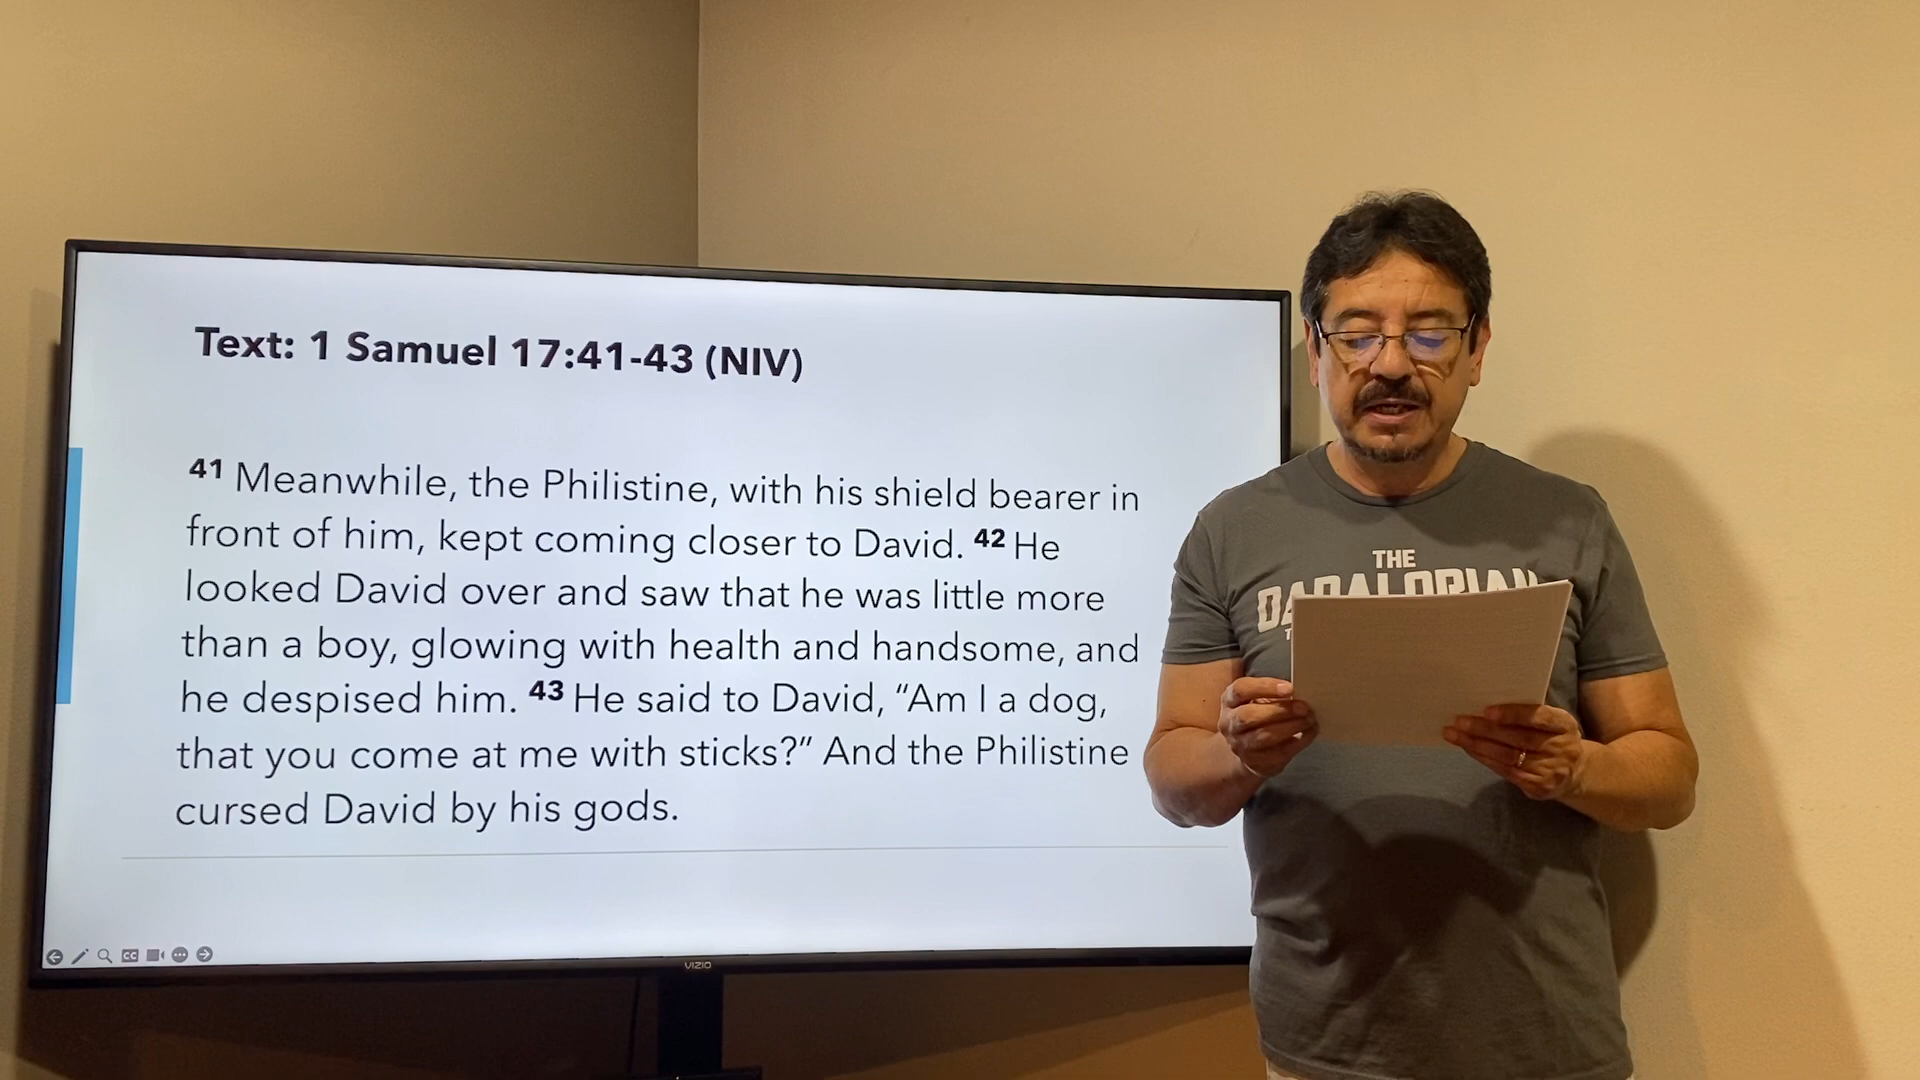 Text: 1 Samuel 17:41-43 (NIV)
41 Meanwhile, the Philistine, with his shield bearer in
front of him, kept coming closer to David. 42 He
looked David over and saw that he was little more
than a boy, glowing with health and handsome, and
he despised him. 43 He said to David, “Am I a dog,
that you come at me with sticks?” And the Philistine
cursed David by his gods.
CC
VIZIO
THE
DADALORIAN